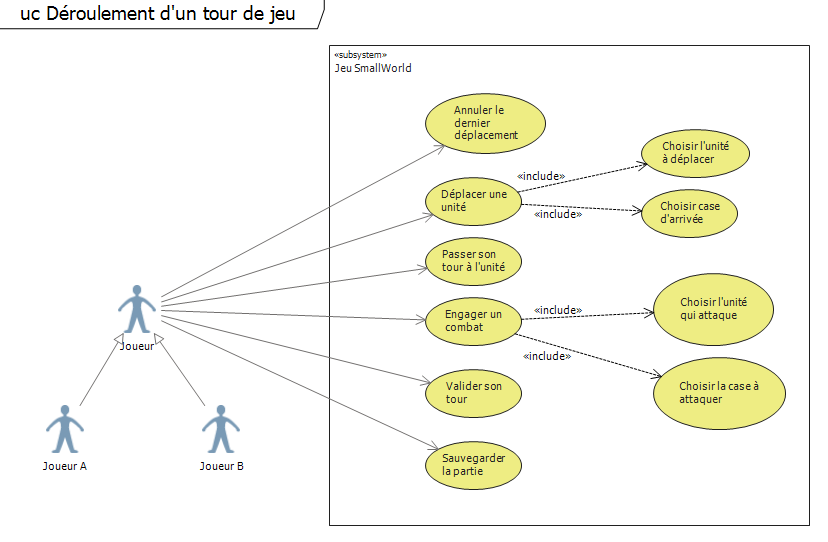 uc Déroulement d'un tour de jeu
«subsystem»
Jeu SmallWorld
Annuler le
dernier
déplacement
Choisir l'unité
à déplacer
«include»
Déplacer une
unité
«include»
Choisir case
d'arrivée
Passer son
tour à l'unité
Engager un
combat
«include»
Choisir l'unité
qui attaque
«include»
Choisir la case à
attaquer
Joueur
Valider son
tour
Sauvegarder
la partie
Joueur A
Joueur B